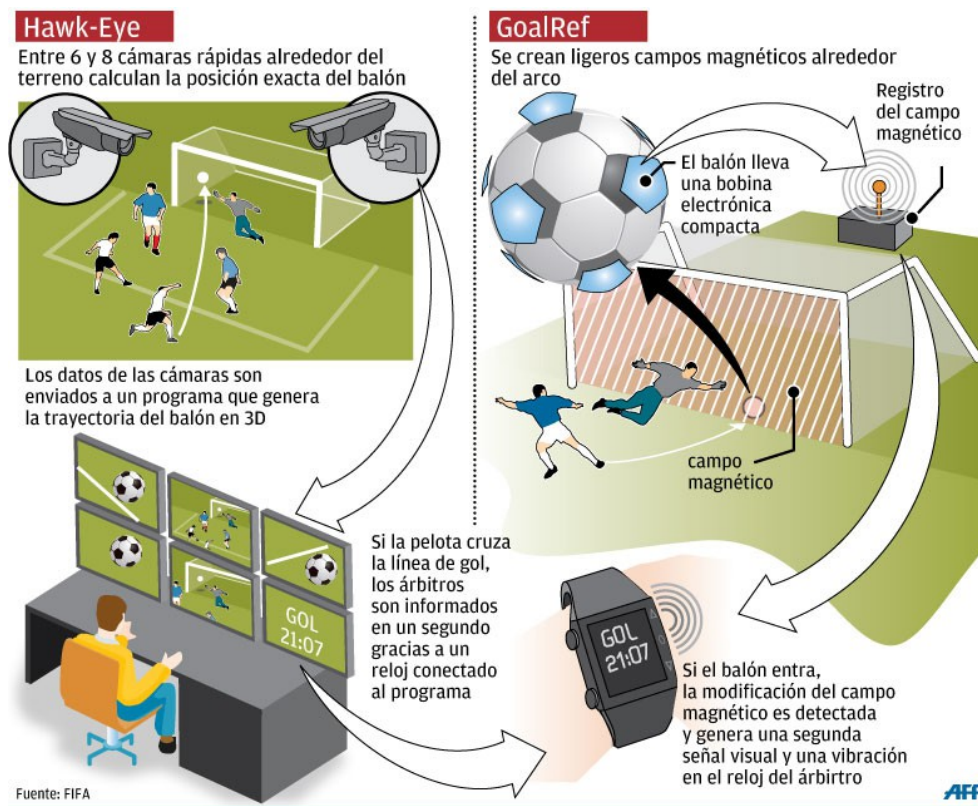 Hawk-Eye
Entre 6 y 8 cámaras rápidas alrededor del
terreno calculan la posición exacta del balón
Los datos de las cámaras son
enviados a un programa que genera
la trayectoria del balón en 3D
GOL
21:07
Si la pelota cruza
la línea de gol,
los árbitros
son informados
en un segundo
gracias a un
reloj conectado
al programa
Fuente: FIFA
GoalRef
Se crean ligeros campos magnéticos alrededor
del arco
Registro
del campo
magnético
El balón lleva
una bobina
electrónica
compacta
campo
magnético
GOL
21:07
Si el balón entra,
la modificación del campo
magnético es detectada
y genera una segunda
señal visual y una vibración
en el reloj del árbirtro
AFP